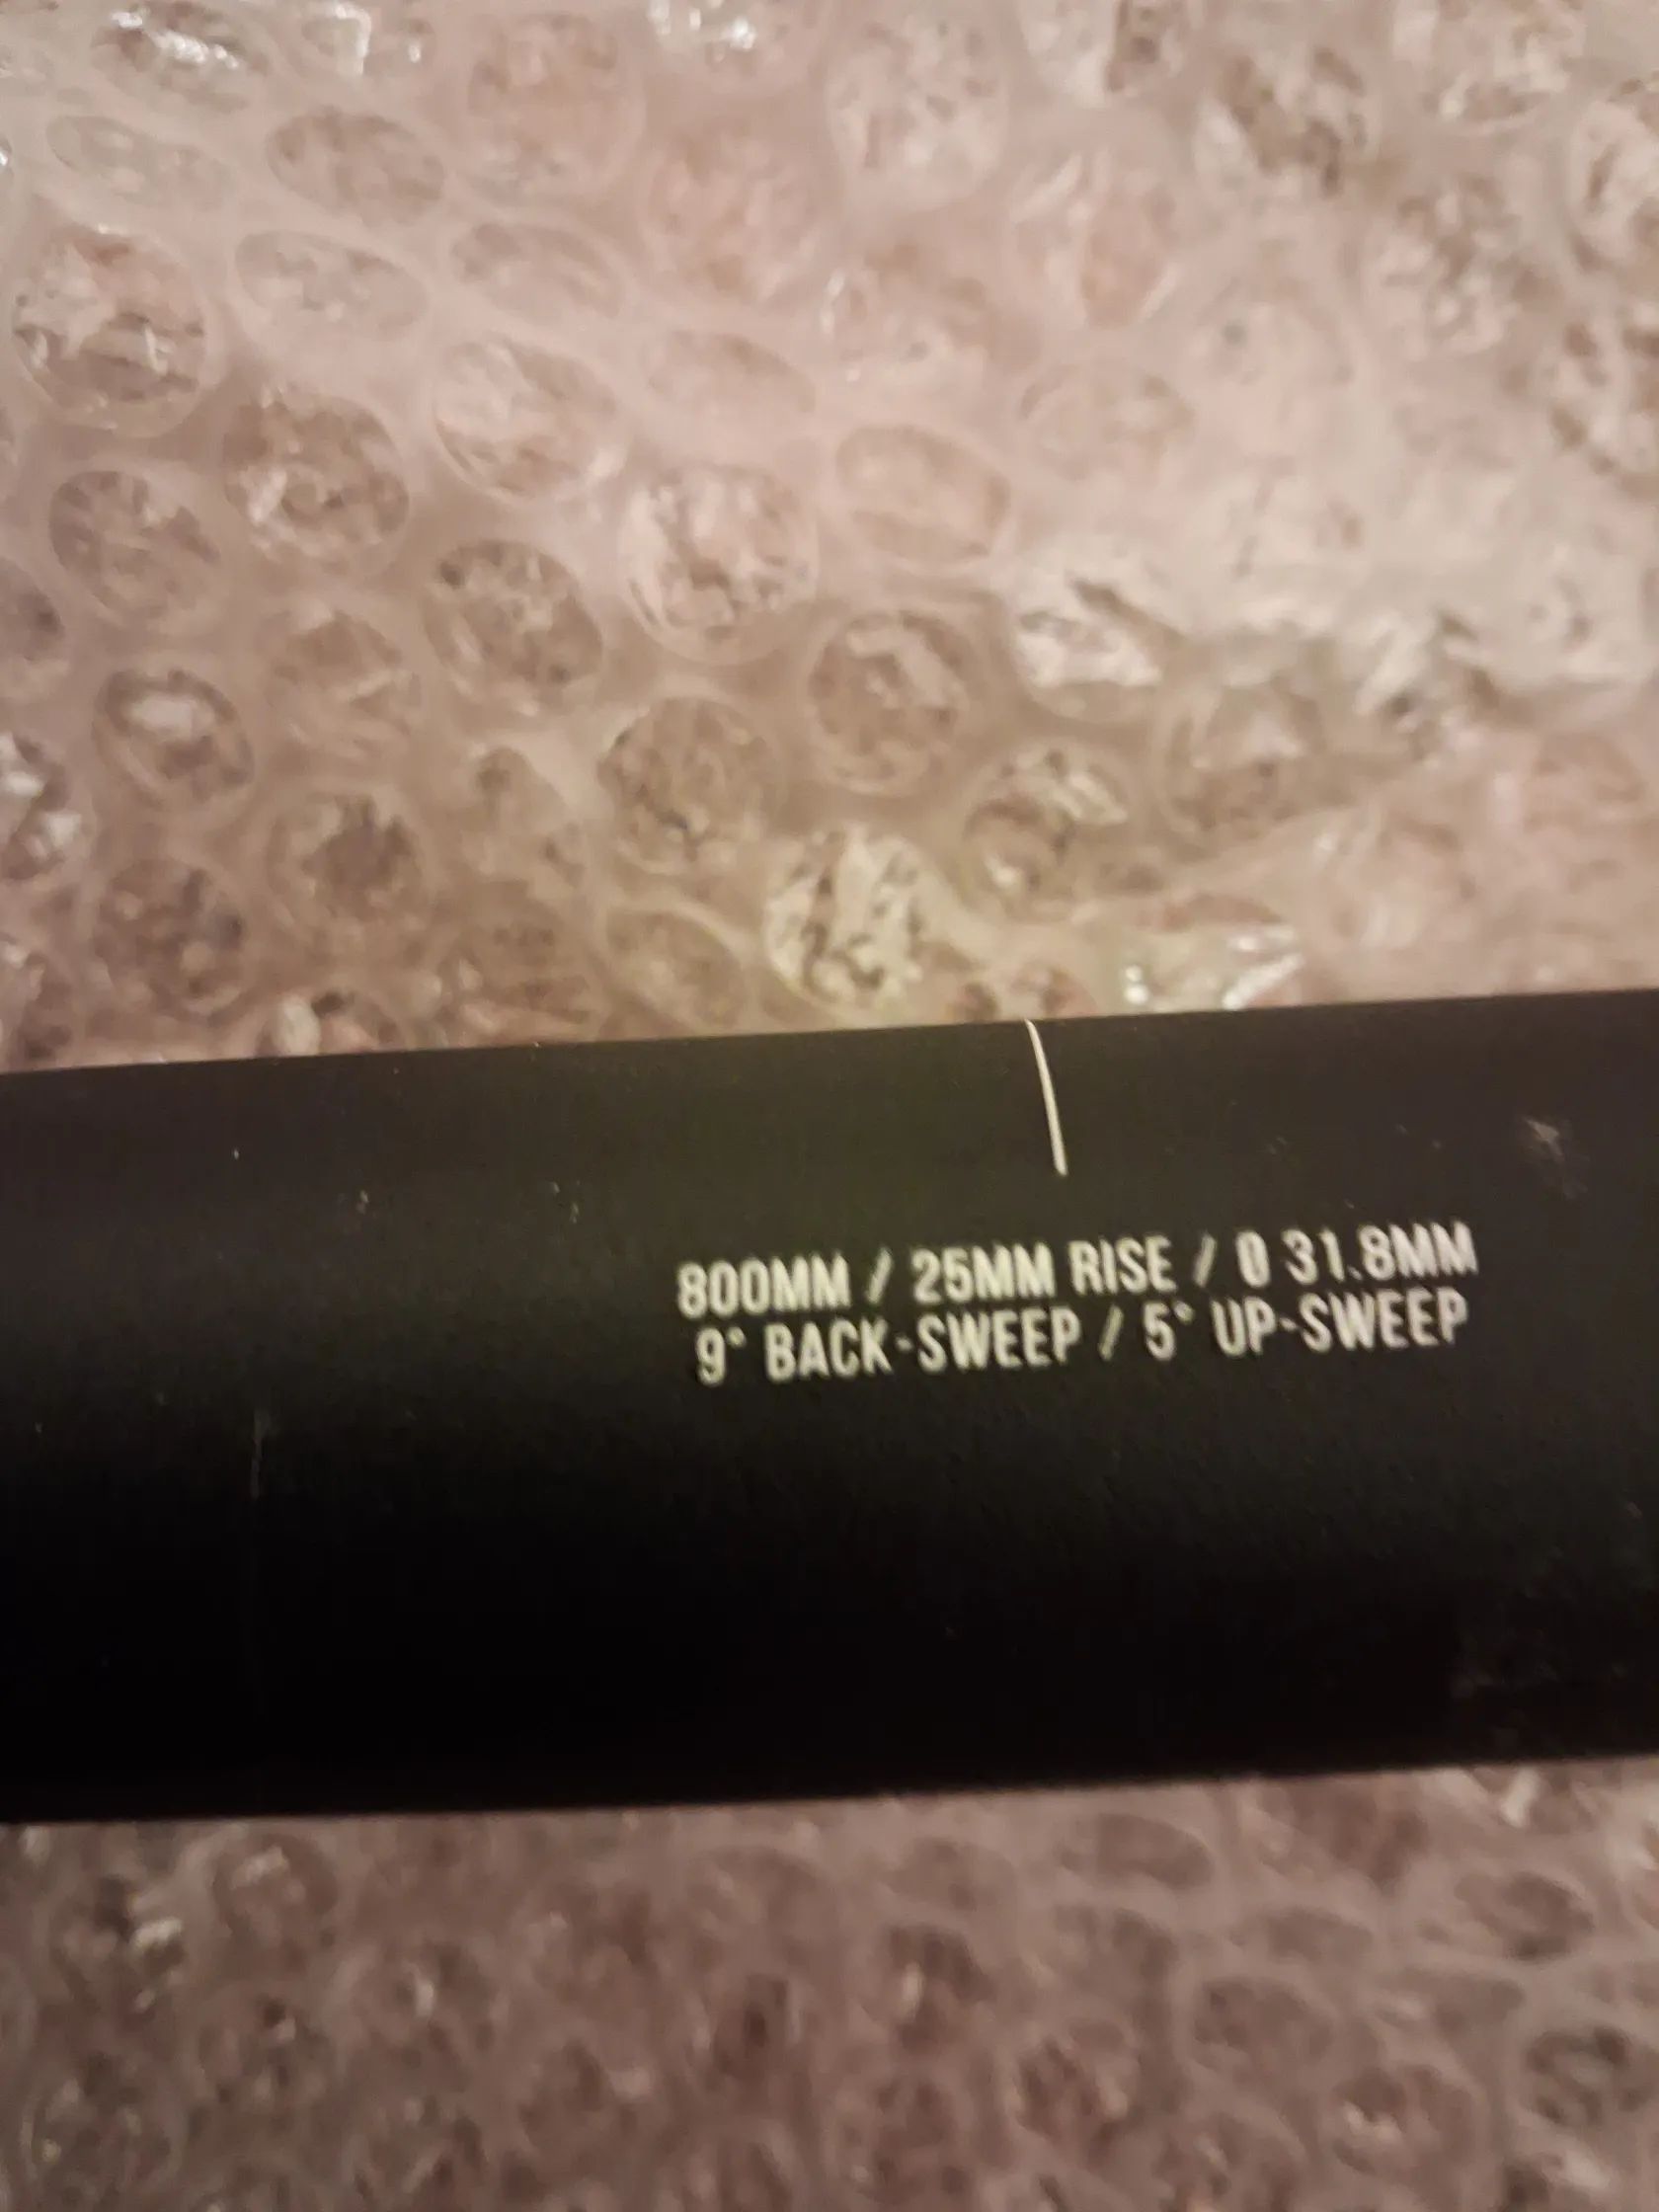 800MM / 25MM RISE / Ø 31.8MM
9° BACK-SWEEP / 5° UP-SWEEP